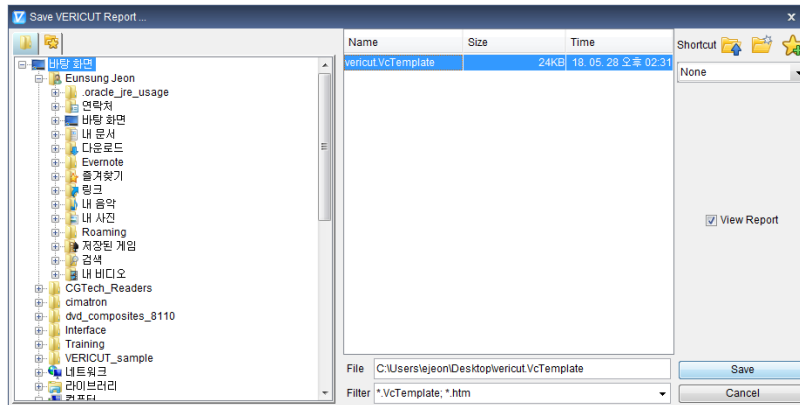 Save VERICUT Report ...
Name Size Time
Shortcut
vericut.VcTemplate 24KB 18. 05. 28 오후 02:31
None
바탕 화면
Eunsung Jeon
.oracle_jre_usage
연락처
바탕 화면
내 문서
다운로드
Evernote
즐겨찾기
링크
내 음악
내 사진
Roaming
저장된 게임
검색
내 비디오
CGTech_Readers
cimatron
dvd_composites_8110
Interface
Training
VERICUT_sample
네트워크
라이브러리
컴퓨터
View Report
File C:\Users\ejeon\Desktop\vericut.VcTemplate
Save
Filter *.VcTemplate; *.htm
Cancel